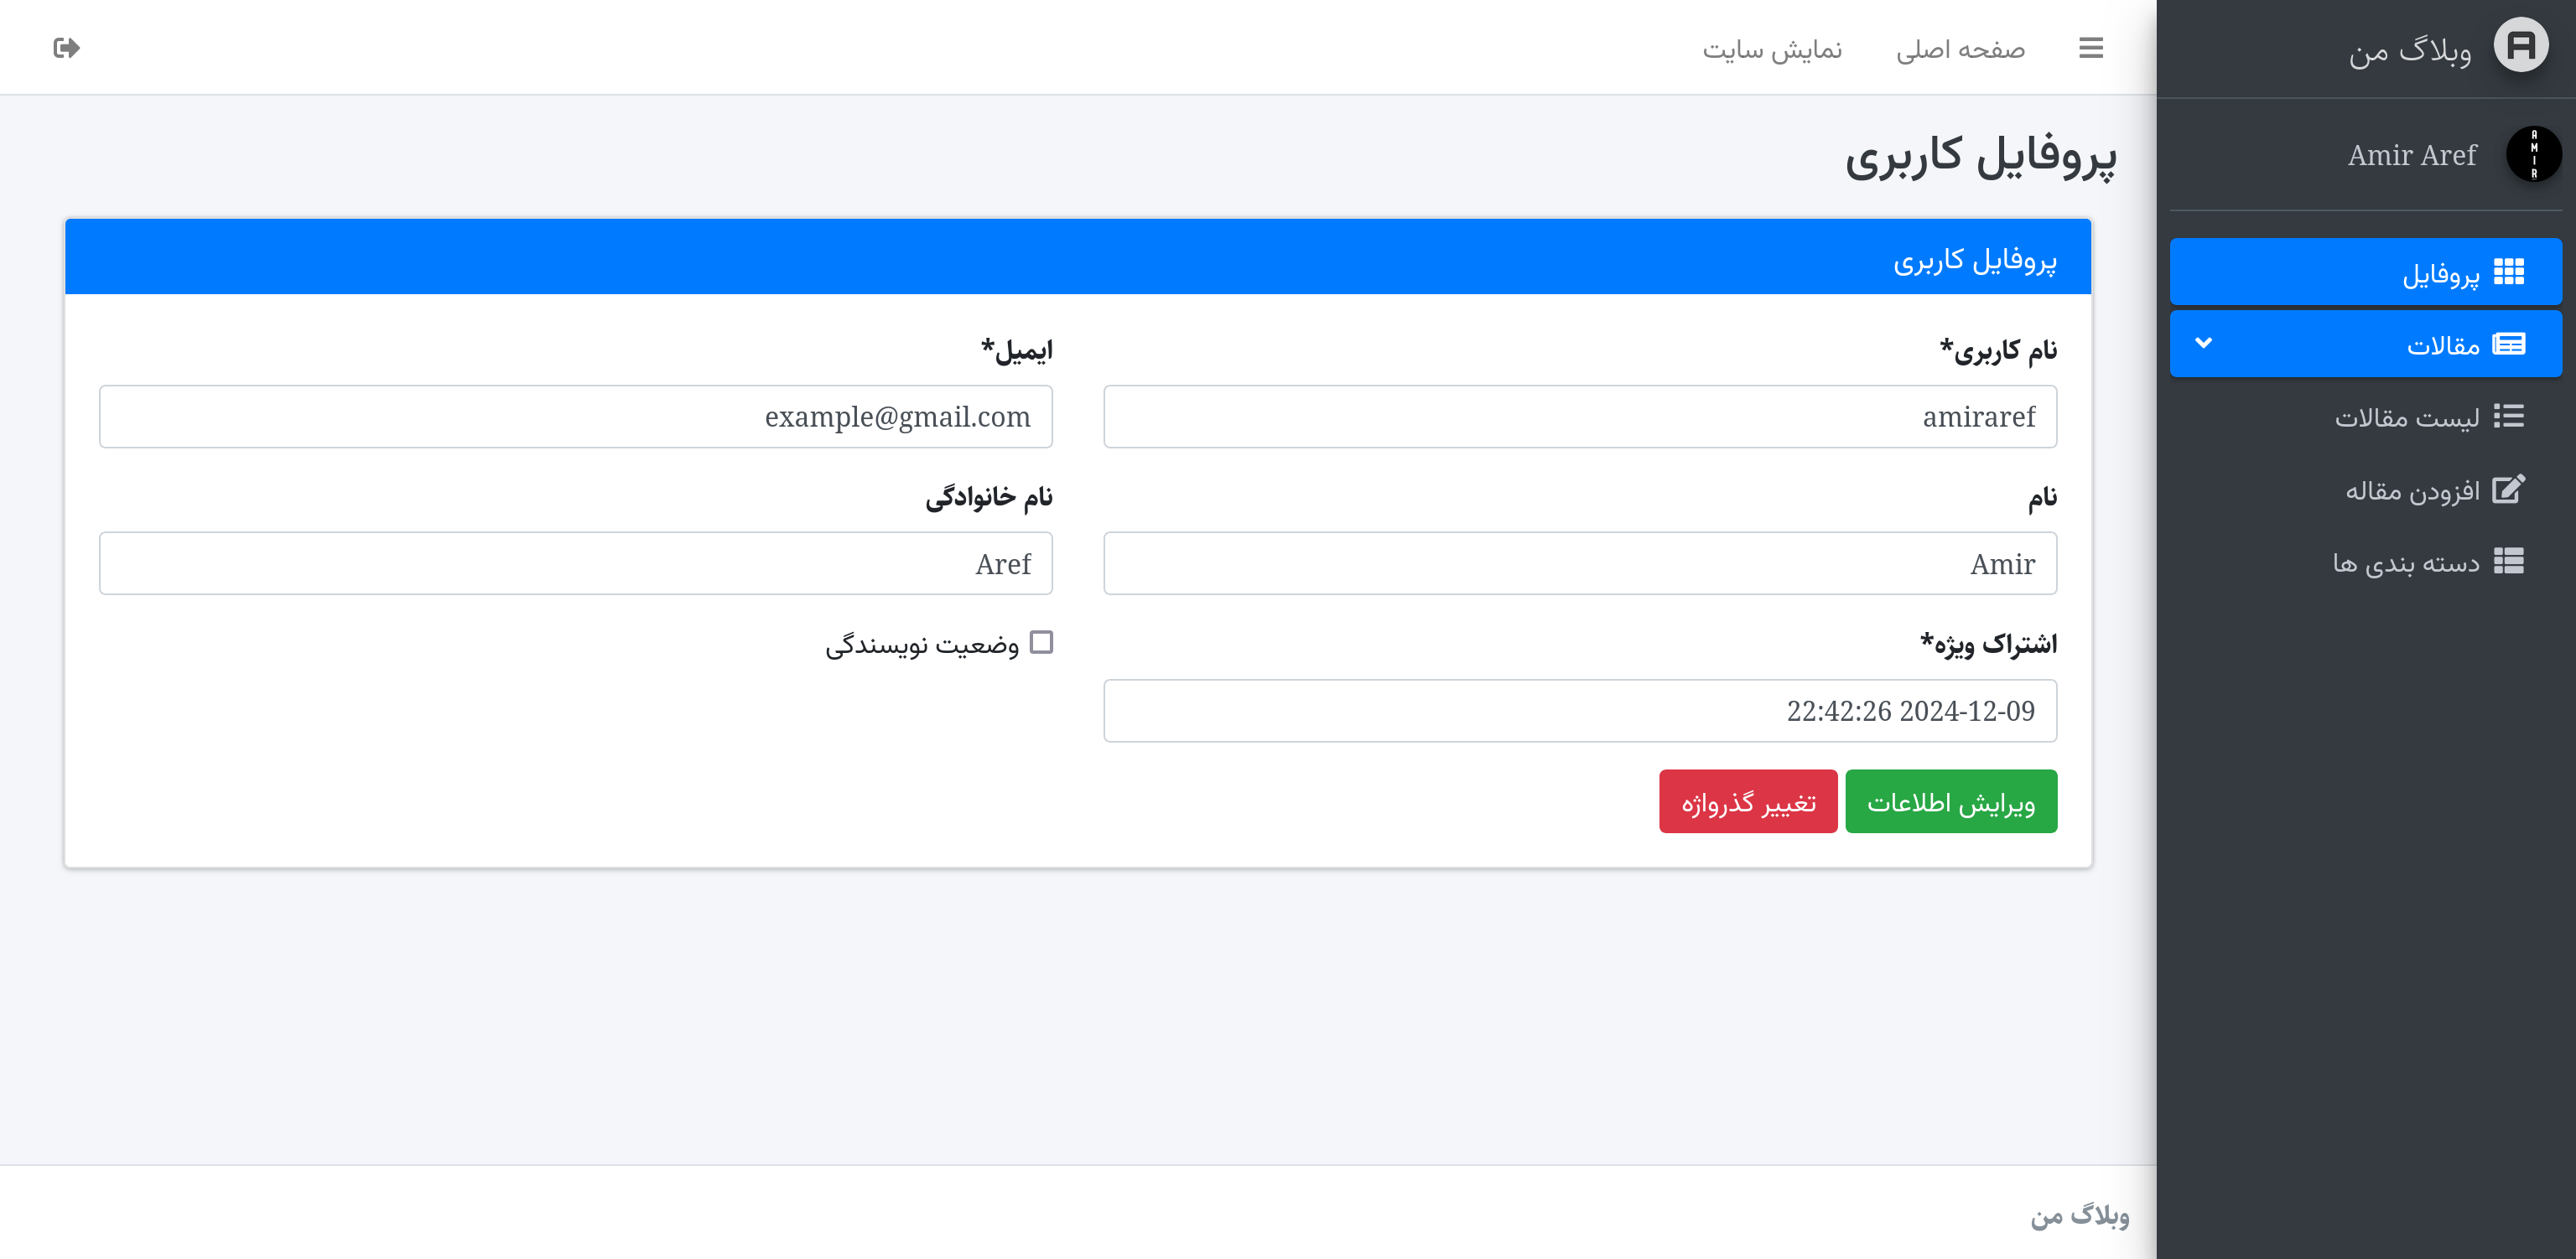 وبلاگ من
AMIR
Amir Aref
پروفایل
مقالات
لیست مقالات
افزودن مقاله
دسته بندی ها
صفحه اصلی
نمایش سایت
پروفایل کاربری
پروفایل کاربری
نام کاربری*
amiraref
ایمیل*
example@gmail.com
نام
Amir
نام خانوادگی
Aref
اشتراک ویژه*
22:42:26 2024-12-09
وضعیت نویسندگی
ویرایش اطلاعات
تغییر گذرواژه
وبلاگ من